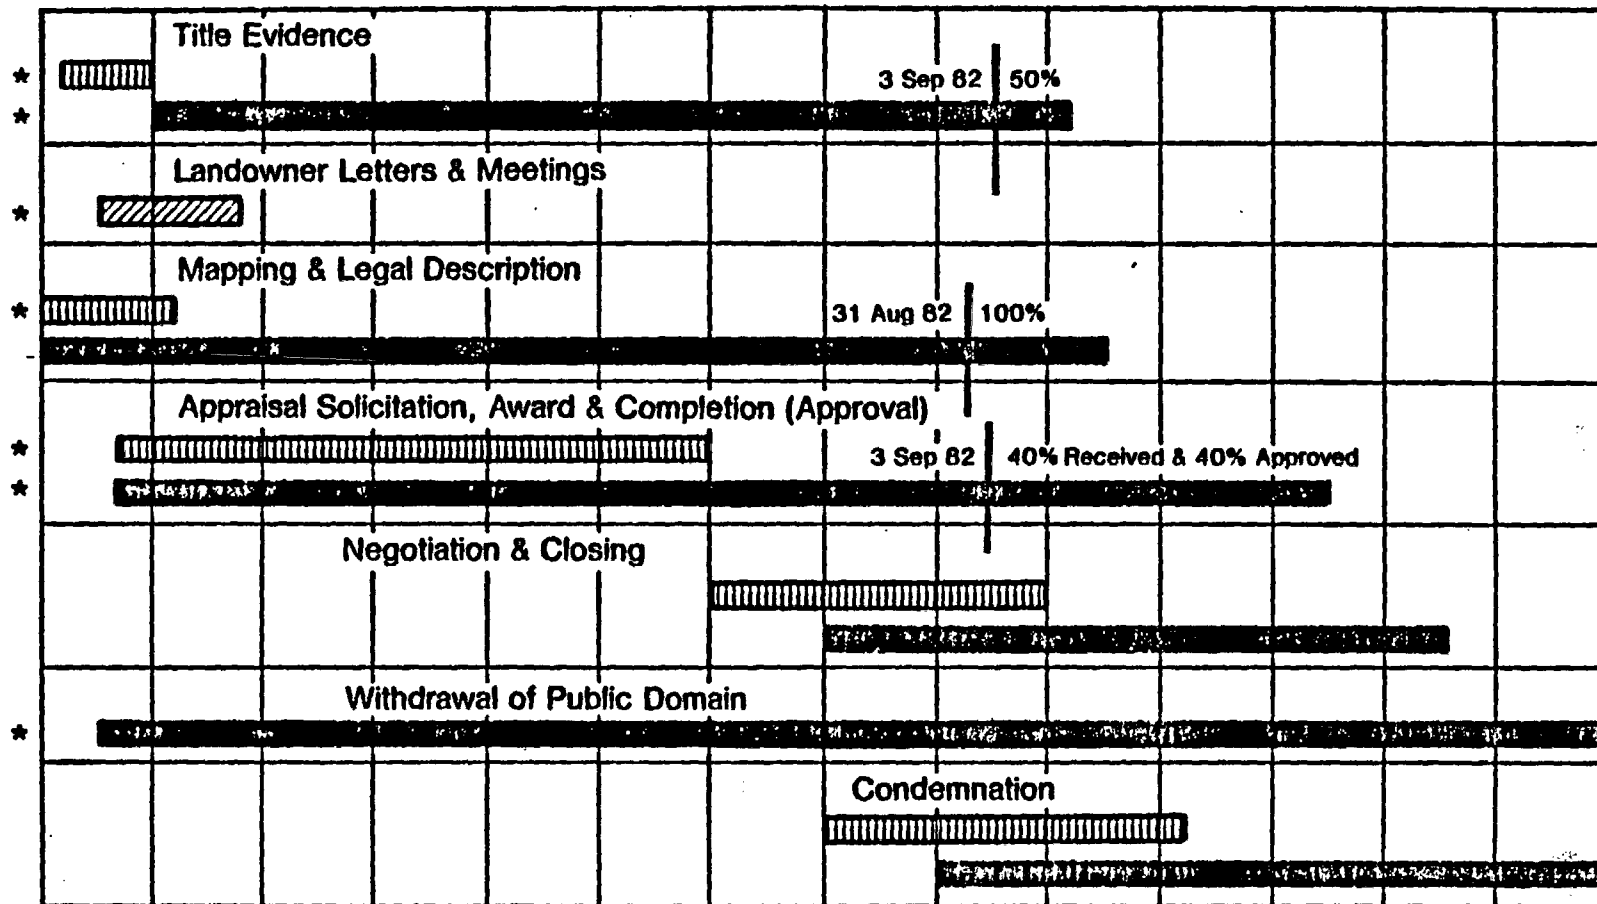 Title Evidence
*
3 Sep 82 50%
*
Landowner Letters & Meetings
*
Mapping & Legal Description
*
31 Aug 82 100%
Appraisal Solicitation, Award & Completion (Approval)
*
3 Sep 82 40% Received & 40% Approved
*
Negotiation & Closing
Withdrawal of Public Domain
*
Condemnation